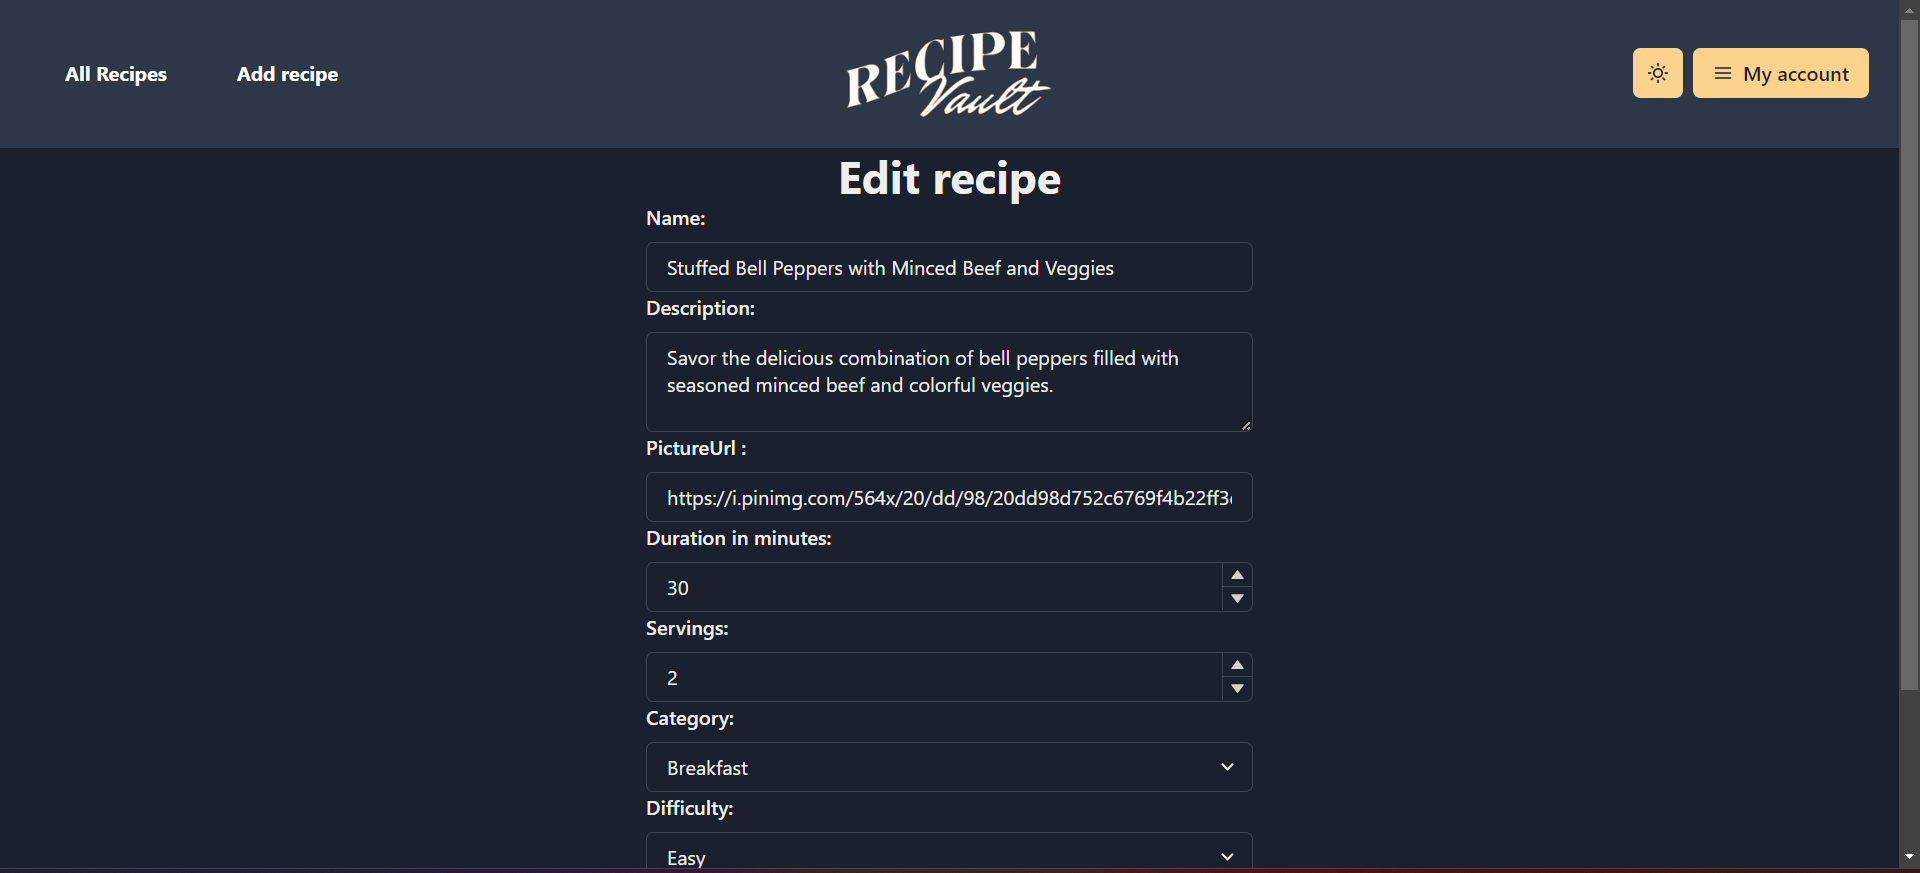 All Recipes
Add recipe
RECIPE
Vault
My account
Edit recipe
Name:
Stuffed Bell Peppers with Minced Beef and Veggies
Description:
Savor the delicious combination of bell peppers filled with
seasoned minced beef and colorful veggies.
PictureUrl :
https://i.pinimg.com/564x/20/dd/98/20dd98d752c6769f4b22ff3
Duration in minutes:
30
Servings:
2
Category:
Breakfast
Difficulty:
Easy